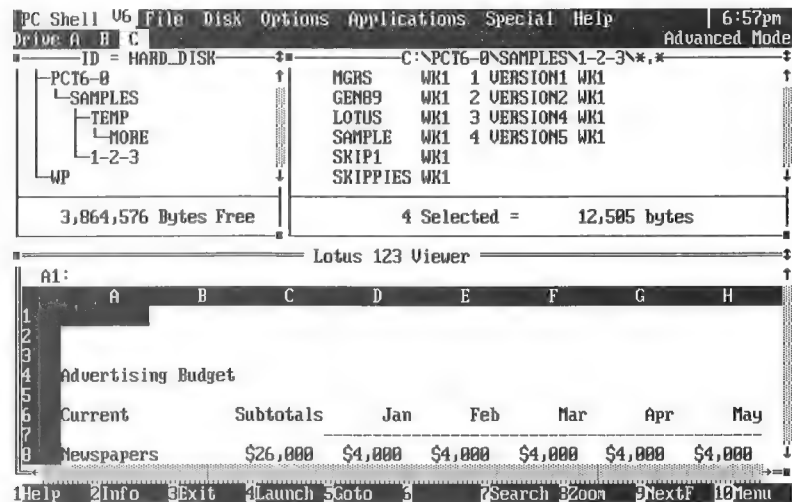 PC Shell V6 File Disk Options Applications Special Help 6:57pm
Drive A B C Advanced Mode
ID = HARD_DISK C:\PCT6-0\SAMPLES\1-2-3\*.*
PCT6-0 MGRS WK1 1 VERSION1 WK1
SAMPLES GEN89 WK1 2 VERSION2 WK1
TEMP LOTUS WK1 3 VERSION4 WK1
MORE SAMPLE WK1 4 VERSION5 WK1
1-2-3 SKIP1 WK1
WP SKIPPIES WK1
3,864,576 Bytes Free 4 Selected = 12,505 bytes
Lotus 123 Viewer
A1:
A B C D E F G H
1
2
3
4 Advertising Budget
5
6 Current Subtotals Jan Feb Mar Apr May
7
8 Newspapers $26,000 $4,000 $4,000 $4,000 $4,000 $4,000
1Help 2Info 3Exit 4Launch 5Goto 6 7Search 8Zoom 9NextF 10Menu